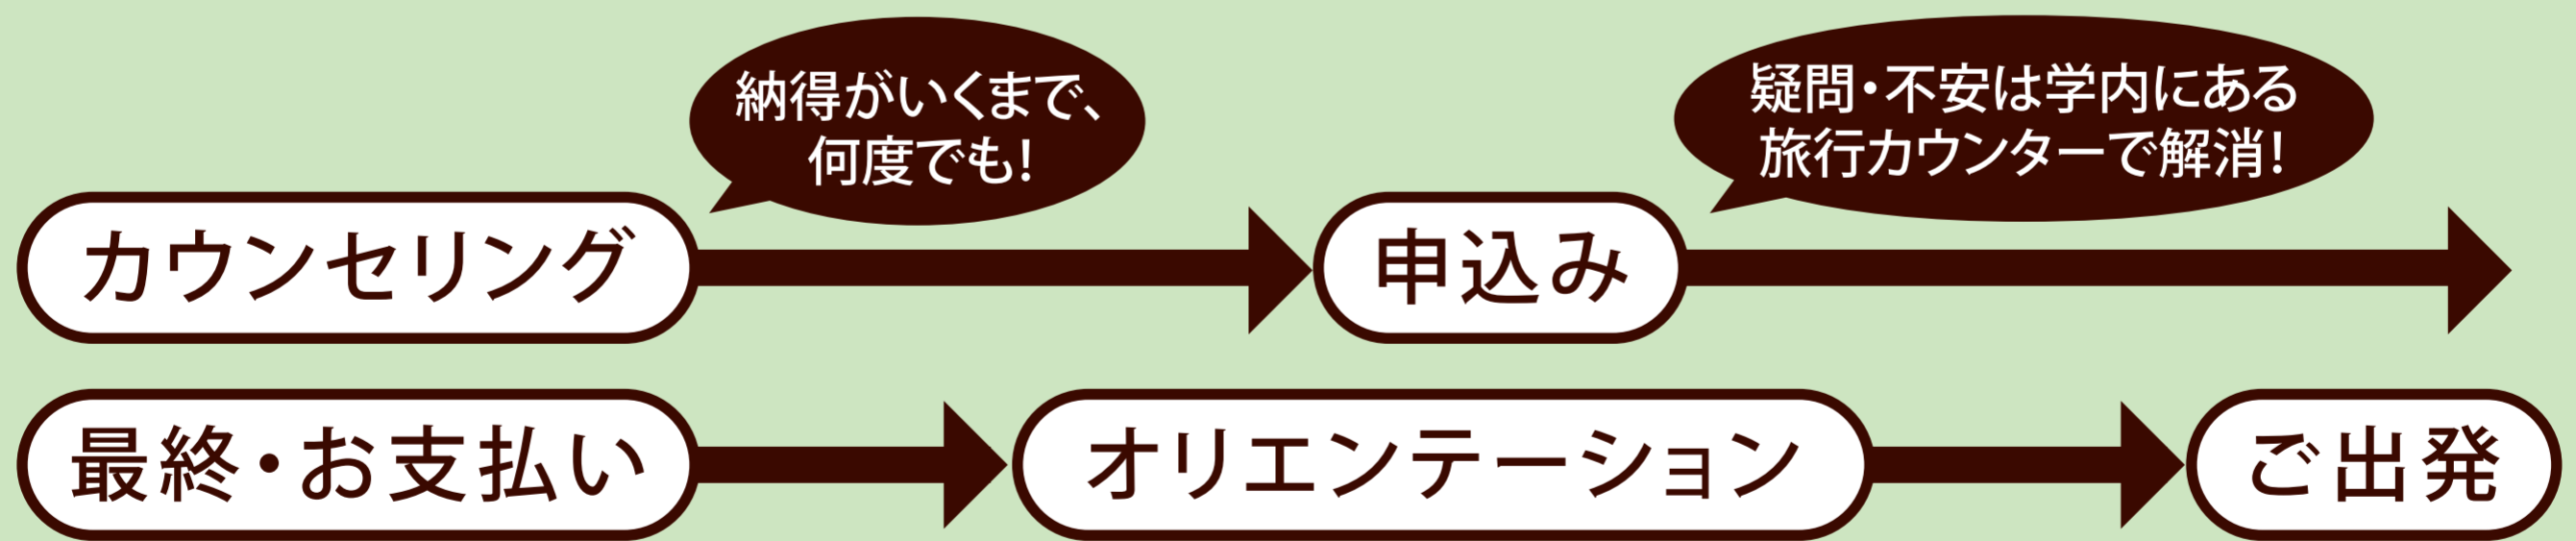 納得がいくまで、
何度でも！
疑問・不安は学内にある
旅行カウンターで解消！
カウンセリング
申込み
最終・お支払い
オリエンテーション
ご出発